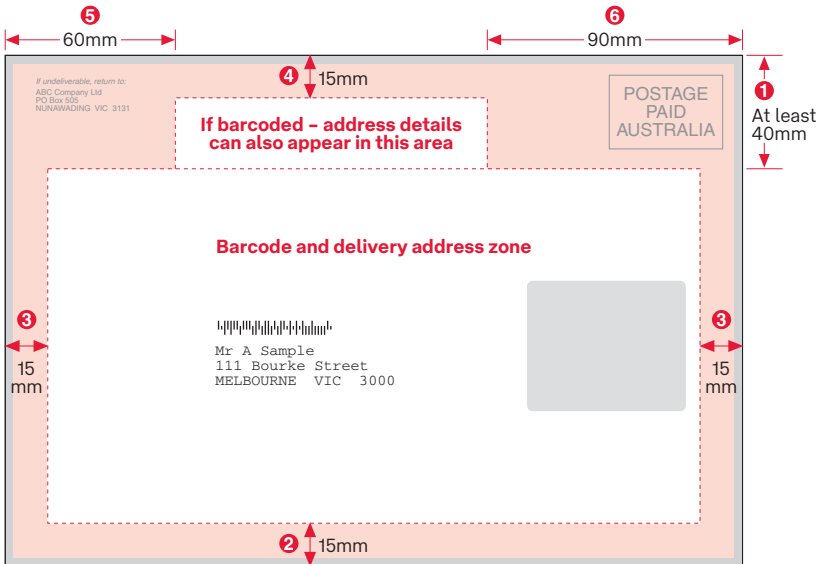 5
60mm
6
90mm
4
15mm
If undeliverable, return to:
ABC Company Ltd
PO Box 505
NUNAWADING VIC 3131
POSTAGE
PAID
AUSTRALIA
1
At least
40mm
If barcoded – address details
can also appear in this area
Barcode and delivery address zone
3
15
mm
Mr A Sample
111 Bourke Street
MELBOURNE VIC 3000
3
15
mm
2
15mm